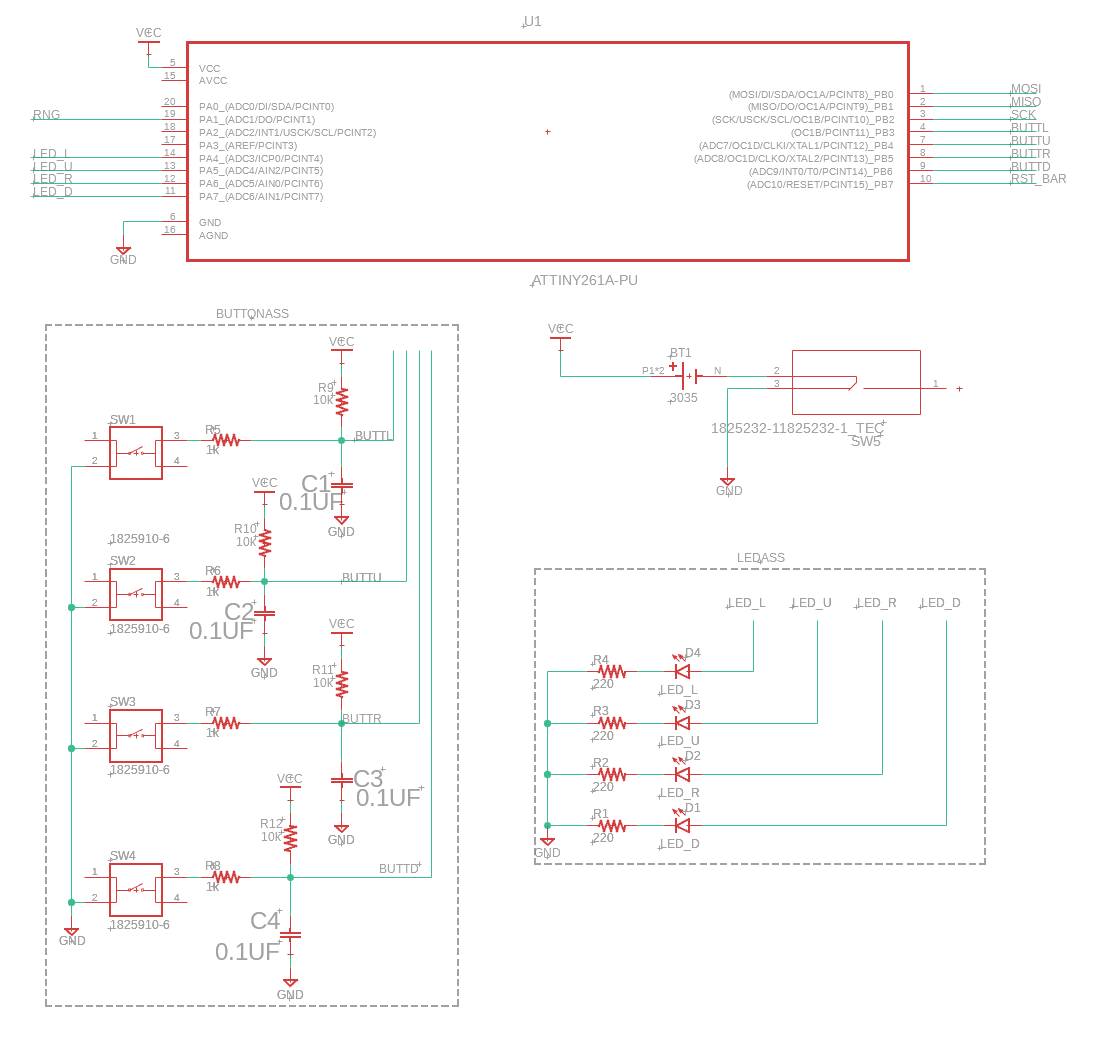 U1
VCC
5 VCC
15 AVCC
20 PA0_(ADC0/DI/SDA/PCINT0)
RNG 19 PA1_(ADC1/DO/PCINT1)
18 PA2_(ADC2/INT1/USCK/SCL/PCINT2)
17 PA3_(AREF/PCINT3)
LED_L 14 PA4_(ADC3/ICP0/PCINT4)
LED_U 13 PA5_(ADC4/AIN2/PCINT5)
LED_R 12 PA6_(ADC5/AIN0/PCINT6)
LED_D 11 PA7_(ADC6/AIN1/PCINT7)
6 GND
16 AGND
GND
(MOSI/DI/SDA/OC1A/PCINT8)_PB0 1 MOSI
(MISO/DO/OC1A/PCINT9)_PB1 2 MISO
(SCK/USCK/SCL/OC1B/PCINT10)_PB2 3 SCK
(OC1B/PCINT11)_PB3 4 BUTTL
(ADC7/OC1D/CLKI/XTAL1/PCINT12)_PB4 7 BUTTU
(ADC8/OC1D/CLKO/XTAL2/PCINT13)_PB5 8 BUTTR
(ADC9/INT0/T0/PCINT14)_PB6 9 BUTTD
(ADC10/RESET/PCINT15)_PB7 10 RST_BAR
ATTINY261A-PU
BUTTONASS
VCC
R9
10k
SW1
1 3
2 4
R5
1k
BUTTL
C1
0.1UF
GND
1825910-6
VCC
R10
10k
SW2
1 3
2 4
R6
1k
BUTTU
C2
0.1UF
GND
1825910-6
VCC
R11
10k
SW3
1 3
2 4
R7
1k
BUTTR
C3
0.1UF
GND
1825910-6
VCC
R12
10k
SW4
1 3
2 4
R8
1k
BUTTD
C4
0.1UF
GND
1825910-6
GND
VCC
BT1
P1*2 N
3035
2
3
1
1825232-11825232-1_TEC
SW5
GND
LEDASS
LED_L LED_U LED_R LED_D
R4 D4
220 LED_L
R3 D3
220 LED_U
R2 D2
220 LED_R
R1 D1
220 LED_D
GND